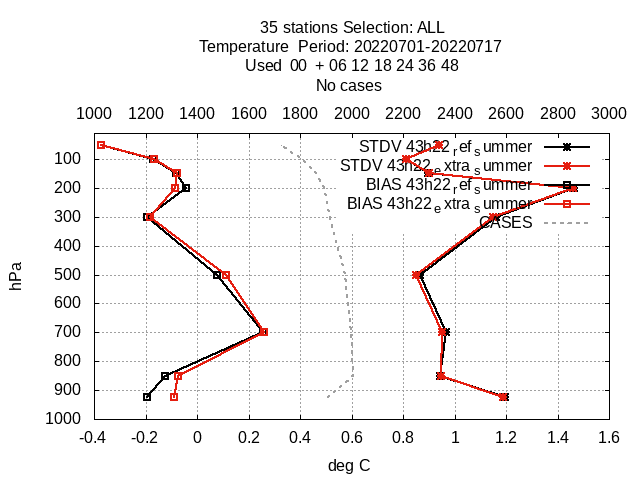 35 stations Selection: ALL
Temperature Period: 20220701-20220717
Used 00 + 06 12 18 24 36 48
No cases
1000 1200 1400 1600 1800 2000 2200 2400 2600 2800 3000
STDV 43h22_ref_summer
STDV 43h22_extra_summer
BIAS 43h22_ref_summer
BIAS 43h22_extra_summer
CASES
100
200
300
400
500
600
700
800
900
1000
hPa
-0.4 -0.2 0 0.2 0.4 0.6 0.8 1 1.2 1.4 1.6
deg C